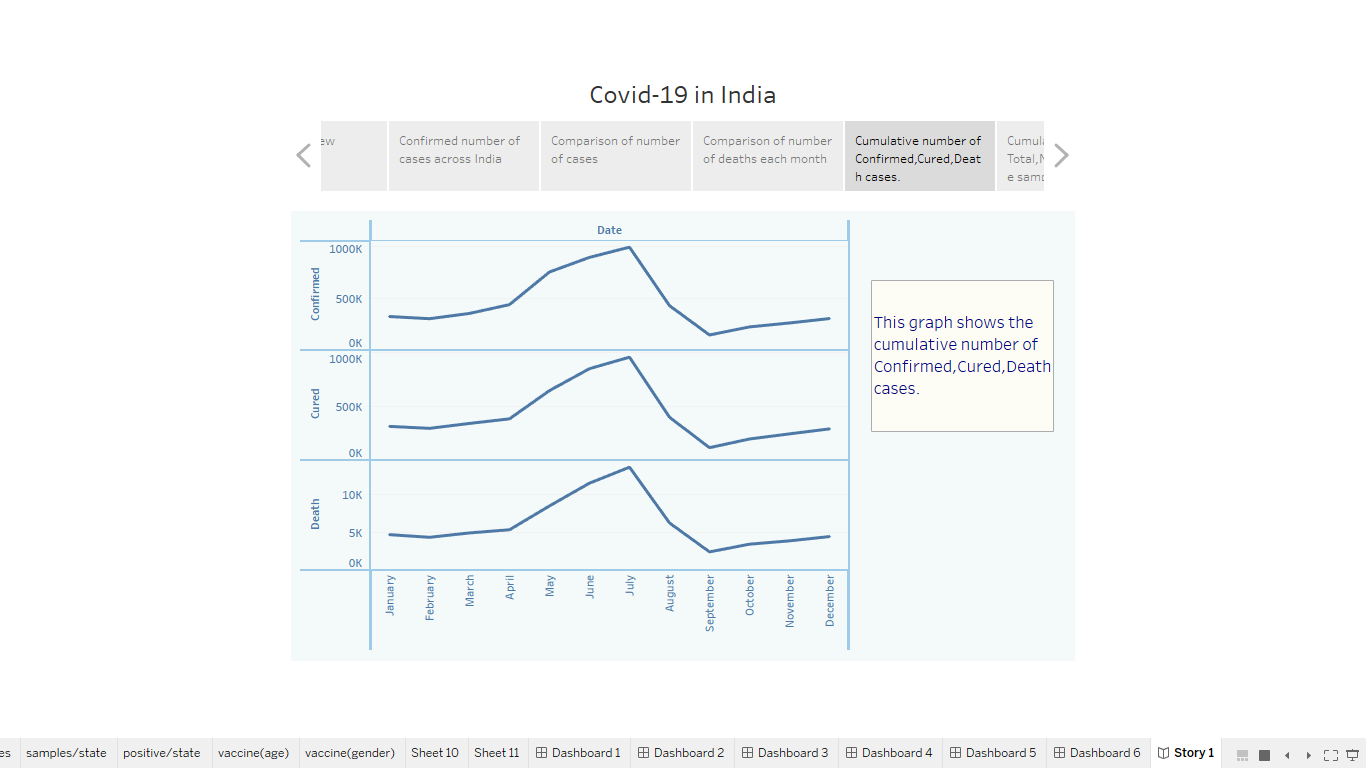 Covid-19 in India
ew
Confirmed number of
cases across India
Comparison of number
of cases
Comparison of number
of deaths each month
Cumulative number of
Confirmed,Cured,Deat
h cases.
Cumul
Total,N
e sam
Date
Confirmed
1000K
500K
0K
Cured
1000K
500K
0K
Death
10K
5K
0K
January
February
March
April
May
June
July
August
September
October
November
December
This graph shows the
cumulative number of
Confirmed,Cured,Death
cases.
es
samples/state
positive/state
vaccine(age)
vaccine(gender)
Sheet 10
Sheet 11
Dashboard 1
Dashboard 2
Dashboard 3
Dashboard 4
Dashboard 5
Dashboard 6
Story 1